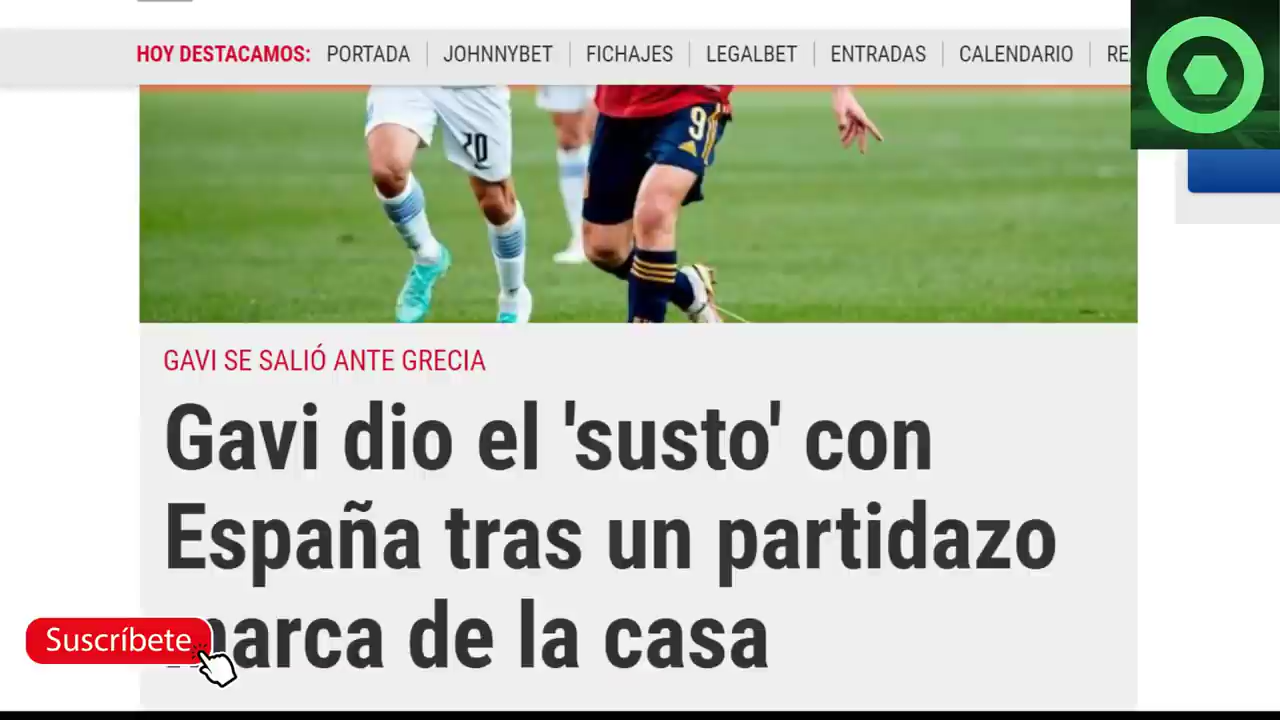 HOY DESTACAMOS: PORTADA JOHNNYBET FICHAJES LEGALBET ENTRADAS CALENDARIO
20
9
GAVI SE SALIÓ ANTE GRECIA
Gavi dio el 'susto' con
España tras un partidazo
marca de la casa
Suscríbete